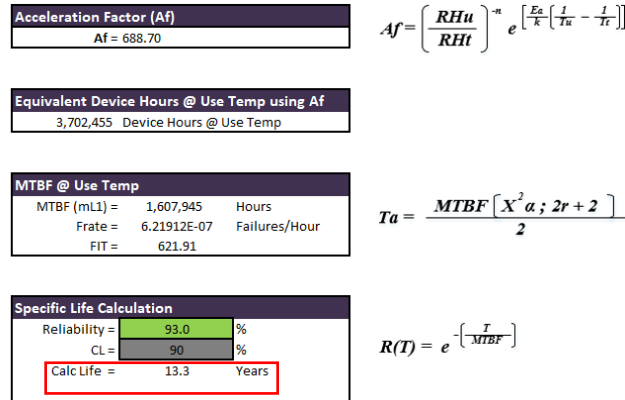 Acceleration Factor (Af)
Af = 688.70
Af = (RHu / RHt)^-n e^[Ea/k [1/Tu - 1/Tt]]
Equivalent Device Hours @ Use Temp using Af
3,702,455 Device Hours @ Use Temp
MTBF @ Use Temp
MTBF (mL1) = 1,607,945 Hours
Frate = 6.21912E-07 Failures/Hour
FIT = 621.91
Ta = MTBF [X^2 α ; 2r + 2 ] / 2
Specific Life Calculation
Reliability = 93.0 %
CL = 90 %
Calc Life = 13.3 Years
R(T) = e^-[T / MTBF]